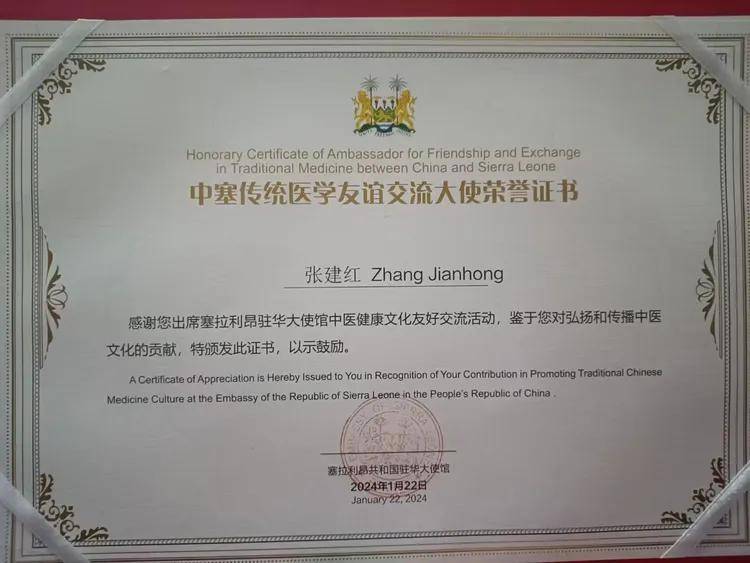 Honorary Certificate of Ambassador for Friendship and Exchange
in Traditional Medicine between China and Sierra Leone
中塞传统医学友谊交流大使荣誉证书
张建红 Zhang Jianhong
感谢您出席塞拉利昂驻华大使馆中医健康文化友好交流活动，鉴于您对弘扬和传播中医
文化的贡献，特颁发此证书，以示鼓励。
A Certificate of Appreciation is Hereby Issued to You in Recognition of Your Contribution in Promoting Traditional Chinese
Medicine Culture at the Embassy of the Republic of Sierra Leone in the People's Republic of China .
EMBASSY OF SIERRA
塞拉利昂共和国驻华大使馆
2024年1月22日
January 22, 2024